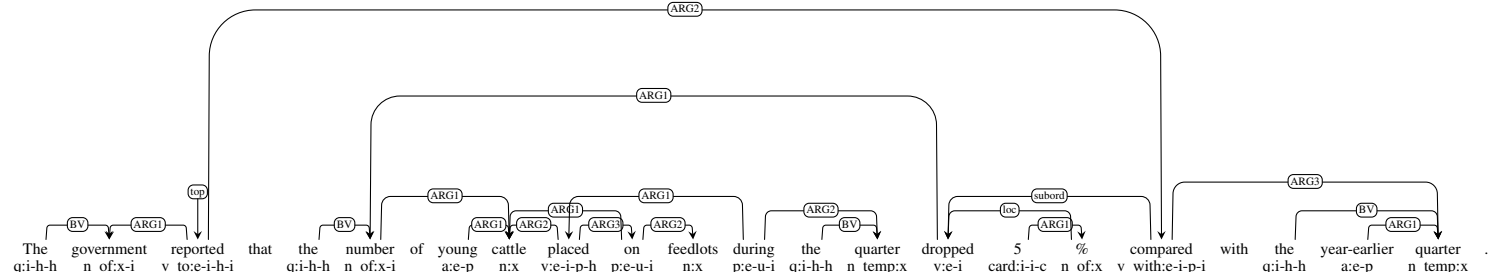 ARG2
ARG1
top
ARG3
ARG1 ARG1 subord
BV ARG1 BV ARG1 ARG2 ARG1 ARG3 ARG2 ARG2 BV loc ARG1 BV ARG1
The government reported that the number of young cattle placed on feedlots during the quarter dropped 5 % compared with the year-earlier quarter .
q:i-h-h n_of:x-i v_to:e-i-h-i q:i-h-h n_of:x-i a:e-p n:x v:e-i-p-h p:e-u-i n:x p:e-u-i q:i-h-h n_temp:x v:e-i card:i-i-c n_of:x v_with:e-i-p-i q:i-h-h a:e-p n_temp:x